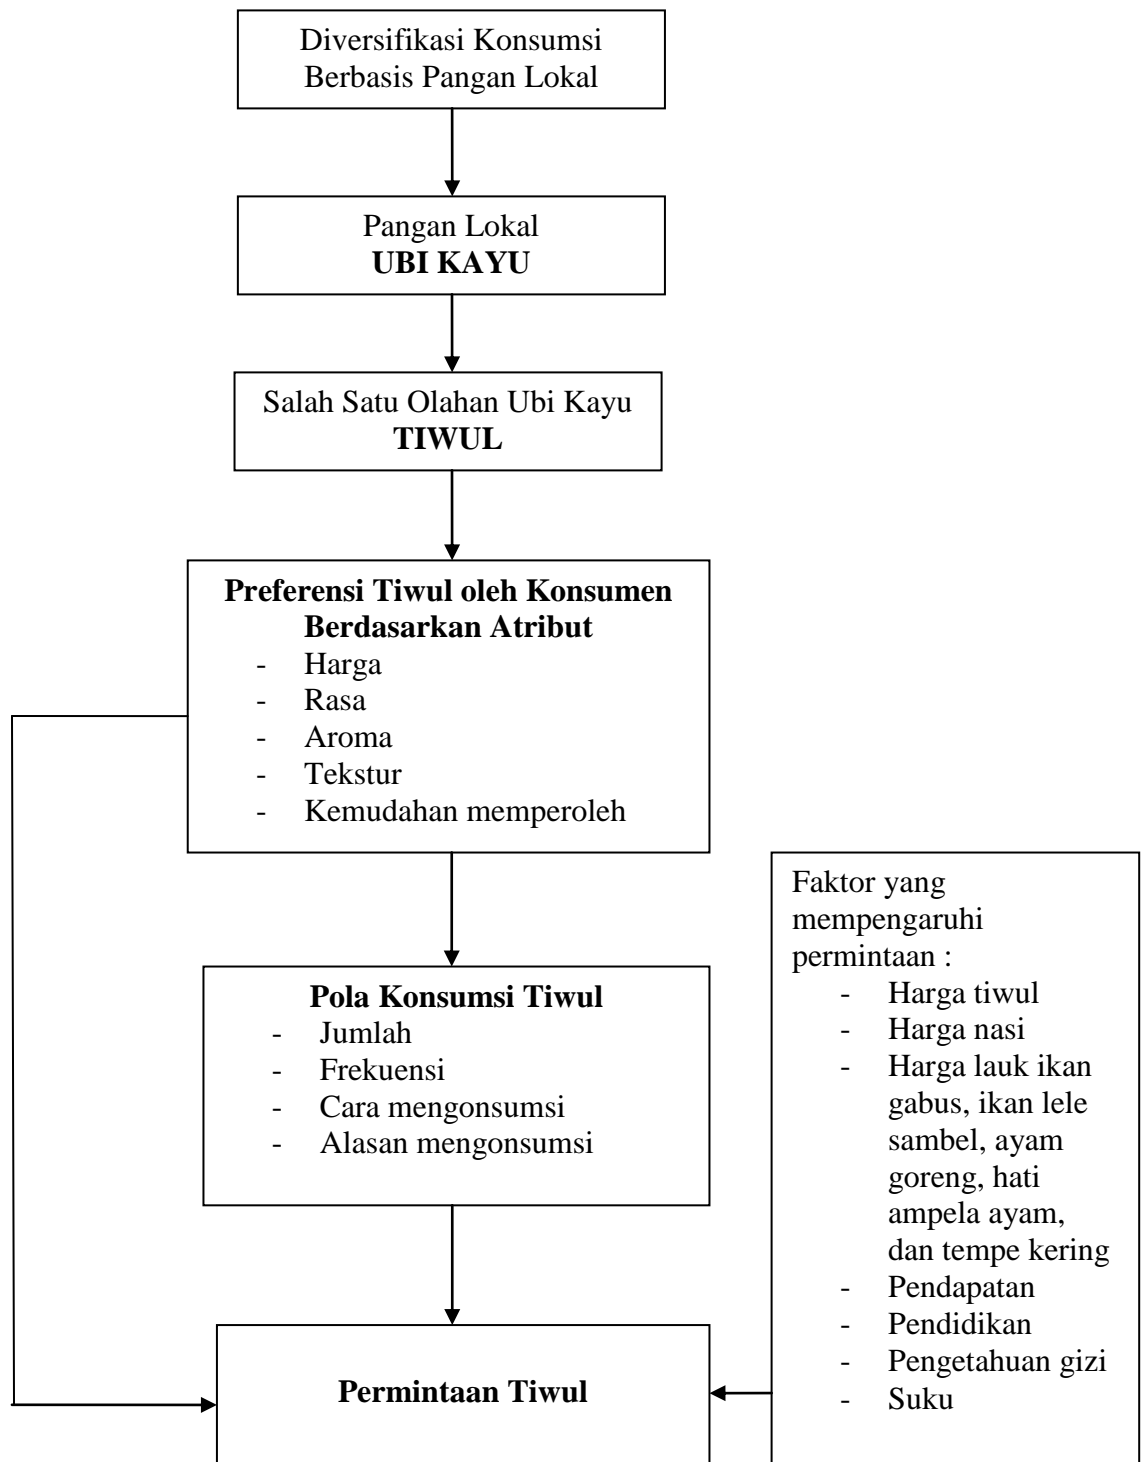 Diversifikasi Konsumsi
Berbasis Pangan Lokal
Pangan Lokal
UBI KAYU
Salah Satu Olahan Ubi Kayu
TIWUL
Preferensi Tiwul oleh Konsumen
Berdasarkan Atribut
- Harga
- Rasa
- Aroma
- Tekstur
- Kemudahan memperoleh
Pola Konsumsi Tiwul
- Jumlah
- Frekuensi
- Cara mengonsumsi
- Alasan mengonsumsi
Permintaan Tiwul
Faktor yang
mempengaruhi
permintaan :
- Harga tiwul
- Harga nasi
- Harga lauk ikan
gabus, ikan lele
sambel, ayam
goreng, hati
ampela ayam,
dan tempe kering
- Pendapatan
- Pendidikan
- Pengetahuan gizi
- Suku